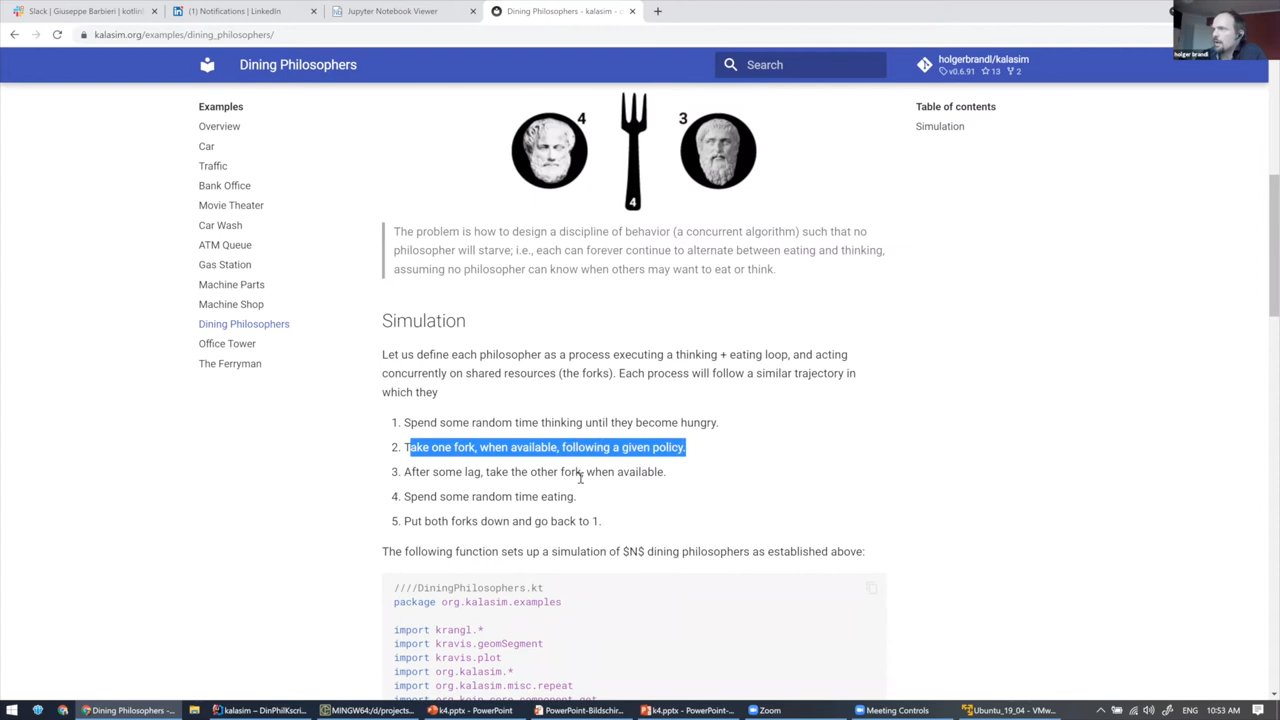 Slack | Giuseppe Barbieri | kotlin
(1) Notifications | LinkedIn
Jupyter Notebook Viewer
Dining Philosophers - kalasim - d
kalasim.org/examples/dining_philosophers/
holger brandl
Dining Philosophers
Search
holgerbrandl/kalasim
v0.6.91 13 2
Examples
Overview
Car
Traffic
Bank Office
Movie Theater
Car Wash
ATM Queue
Gas Station
Machine Parts
Machine Shop
Dining Philosophers
Office Tower
The Ferryman
4
3
4
The problem is how to design a discipline of behavior (a concurrent algorithm) such that no
philosopher will starve; i.e., each can forever continue to alternate between eating and thinking,
assuming no philosopher can know when others may want to eat or think.
Simulation
Let us define each philosopher as a process executing a thinking + eating loop, and acting
concurrently on shared resources (the forks). Each process will follow a similar trajectory in
which they
1. Spend some random time thinking until they become hungry.
2. Take one fork, when available, following a given policy.
3. After some lag, take the other fork, when available.
4. Spend some random time eating.
5. Put both forks down and go back to 1.
The following function sets up a simulation of $N$ dining philosophers as established above:
////DiningPhilosophers.kt
package org.kalasim.examples
import krangl.*
import kravis.geomSegment
import kravis.plot
import org.kalasim.*
import org.kalasim.misc.repeat
import org.koin.core.component.get
Table of contents
Simulation
Dining Philosophers -...
kalasim – DinPhilKscri...
MINGW64:/d/projects...
k4.pptx - PowerPoint
PowerPoint-Bildschir...
k4.pptx - PowerPoint
Zoom
Meeting Controls
Ubuntu_19_04 - VMw...
10:53 AM